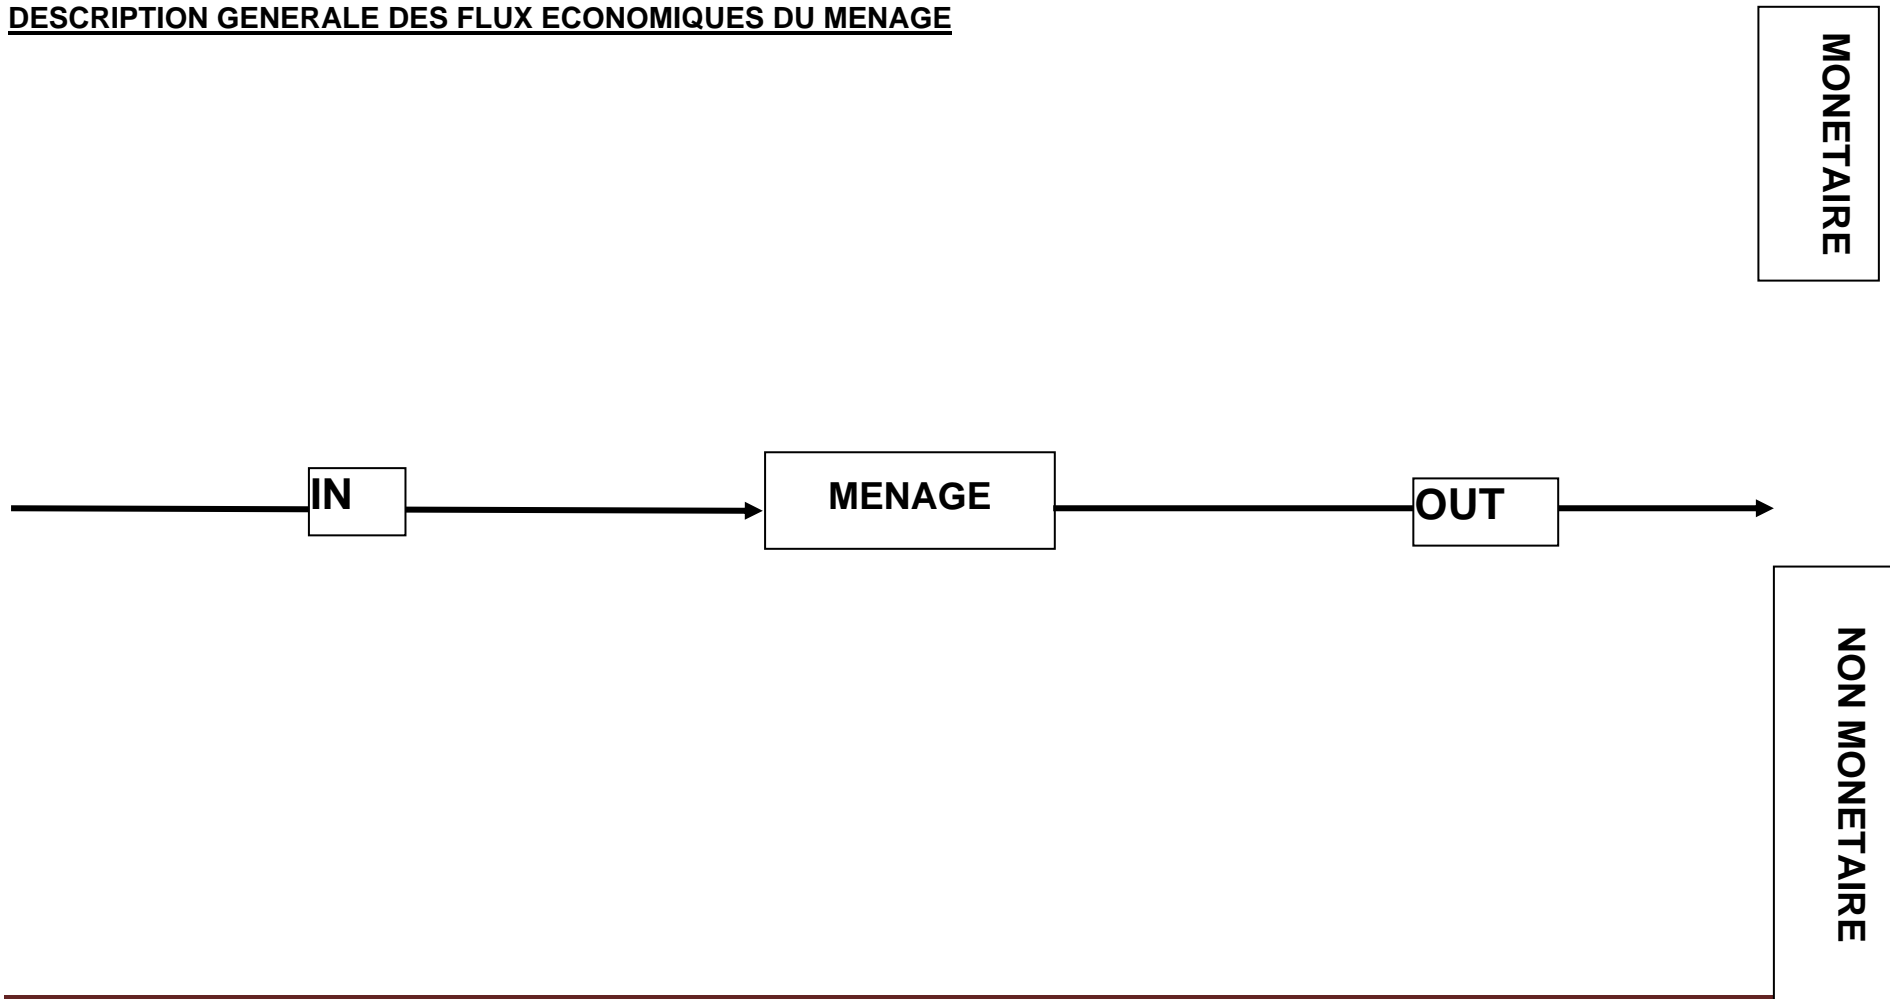 DESCRIPTION GENERALE DES FLUX ECONOMIQUES DU MENAGE
MONETAIRE
IN
MENAGE
OUT
NON MONETAIRE